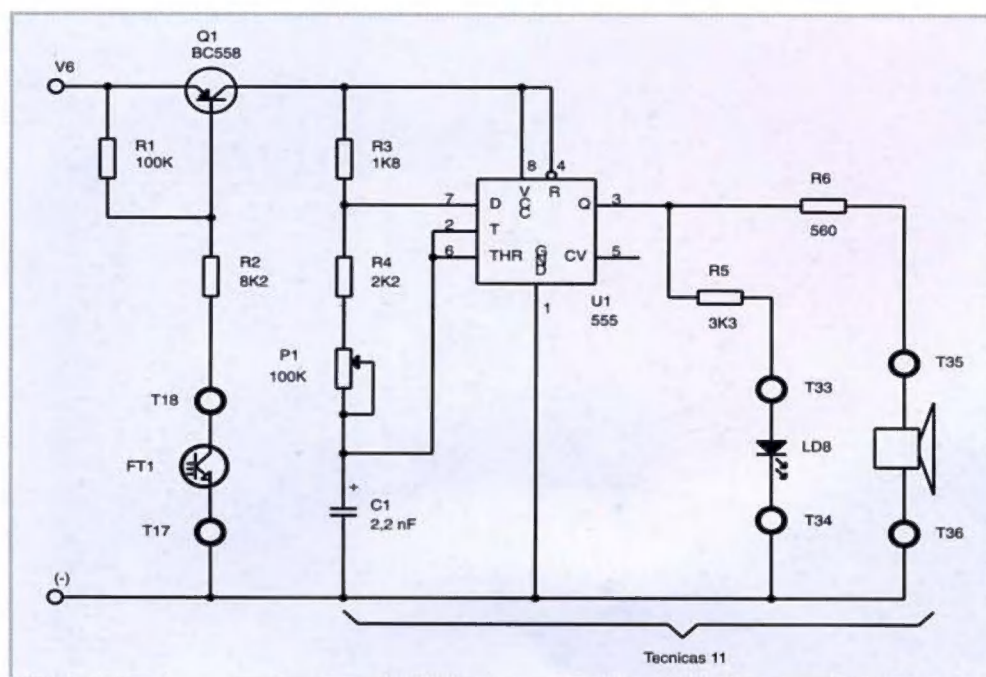 Q1
BC558
V6
R1
100K
R3
1K8
8
4
V
C
C
R
7
D
Q
3
2
T
6
THR
G
N
D
CV
5
R6
560
R2
8K2
R4
2K2
1
U1
555
R5
3K3
P1
100K
T35
T18
T33
FT1
LD8
+
C1
2,2 nF
T17
T34
T36
(-)
Tecnicas 11